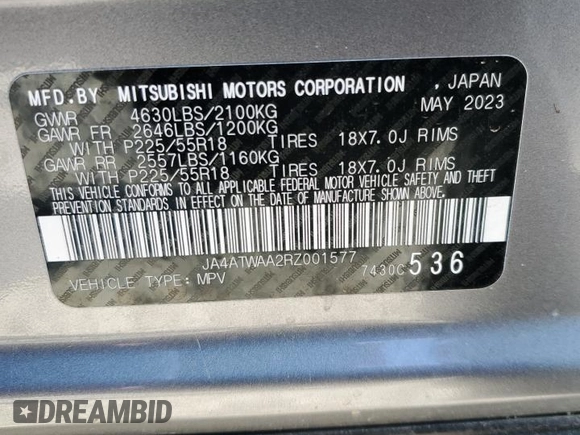 MFD.BY MITSUBISHI MOTORS CORPORATION , JAPAN
GVWR 4630LBS/2100KG MAY 2023
GAWR FR 2646LBS/1200KG
WITH P225/55R18 TIRES 18X7.0J RIMS
GAWR RR 2557LBS/1160KG
WITH P225/55R18 TIRES 18X7.0J RIMS
THIS VEHICLE CONFORMS TO ALL APPLICABLE FEDERAL MOTOR VEHICLE SAFETY AND THEFT
PREVENTION STANDARDS IN EFFECT ON THE DATE OF MANUFACTURE SHOWN ABOVE.
JA4ATWAA2RZ001577
7430C 536
VEHICLE TYPE: MPV
DREAMBID